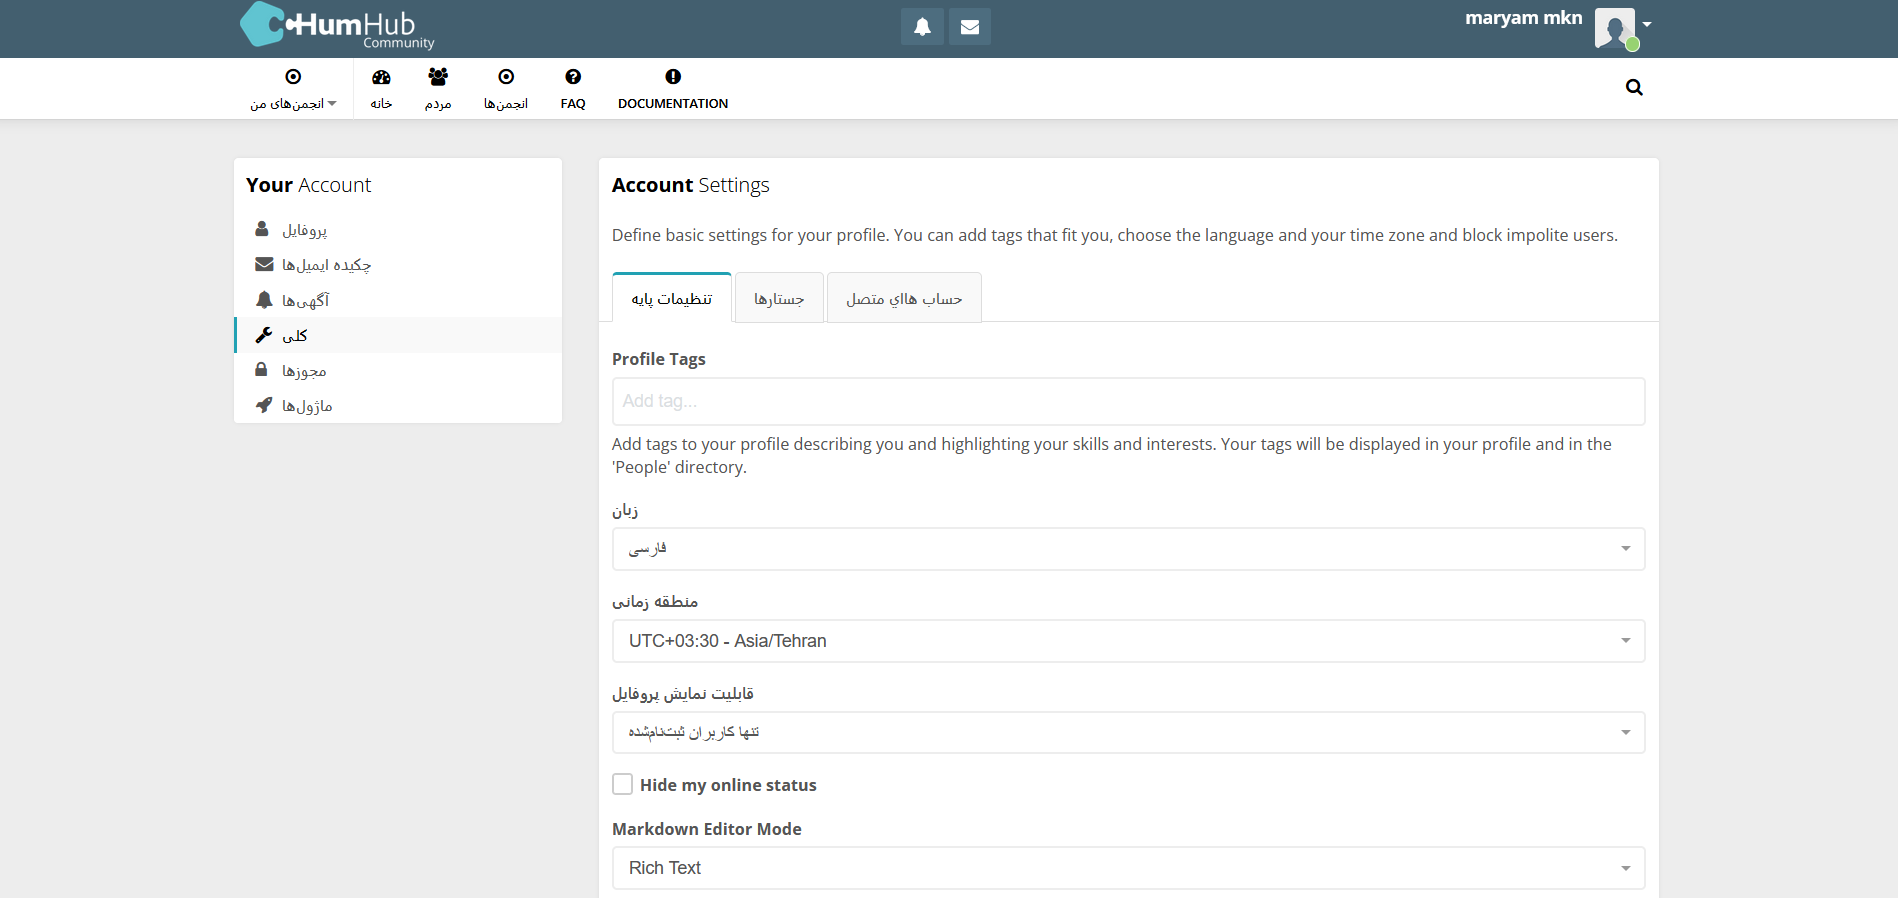 HumHub
Community
maryam mkn
انجمن‌های من
خانه
مردم
انجمن‌ها
FAQ
DOCUMENTATION
Your Account
پروفایل
چکیده ایمیل‌ها
آگهی‌ها
کلی
مجوزها
ماژول‌ها
Account Settings
Define basic settings for your profile. You can add tags that fit you, choose the language and your time zone and block impolite users.
تنظیمات پایه
جستارها
حساب هااي متصل
Profile Tags
Add tag...
Add tags to your profile describing you and highlighting your skills and interests. Your tags will be displayed in your profile and in the
'People' directory.
زبان
فارسی
منطقه زمانی
UTC+03:30 - Asia/Tehran
قابلیت نمایش پروفایل
تنها کاربران ثبت‌نام‌شده
Hide my online status
Markdown Editor Mode
Rich Text